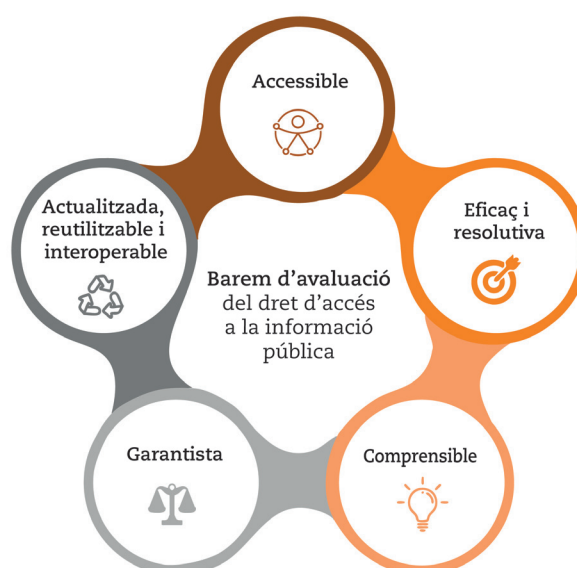 Accessible
Eficaç i
resolutiva
Comprensible
Garantista
Actualitzada,
reutilitzable i
interoperable
Barem d'avaluació
del dret d'accés
a la informació
pública